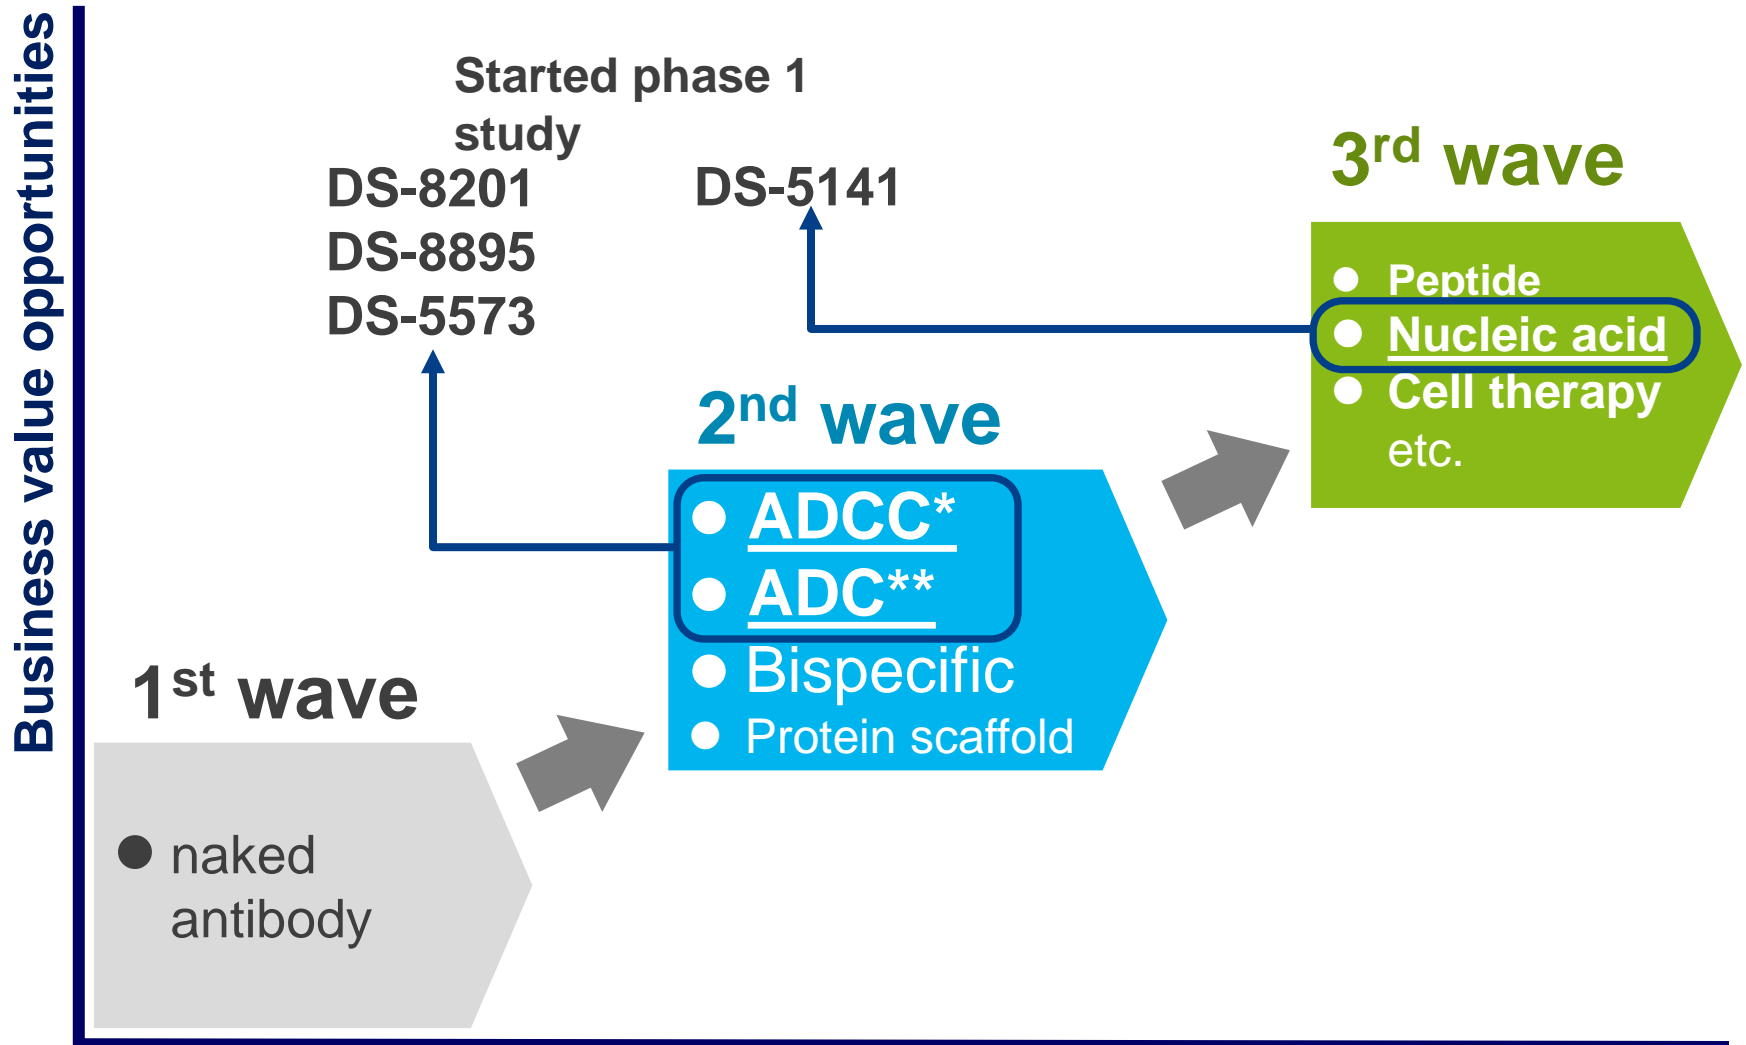 Business value opportunities
Started phase 1
study
DS-8201
DS-8895
DS-5573
DS-5141
3rd wave
● Peptide
● Nucleic acid
● Cell therapy
etc.
2nd wave
● ADCC*
● ADC**
● Bispecific
● Protein scaffold
1st wave
● naked
antibody